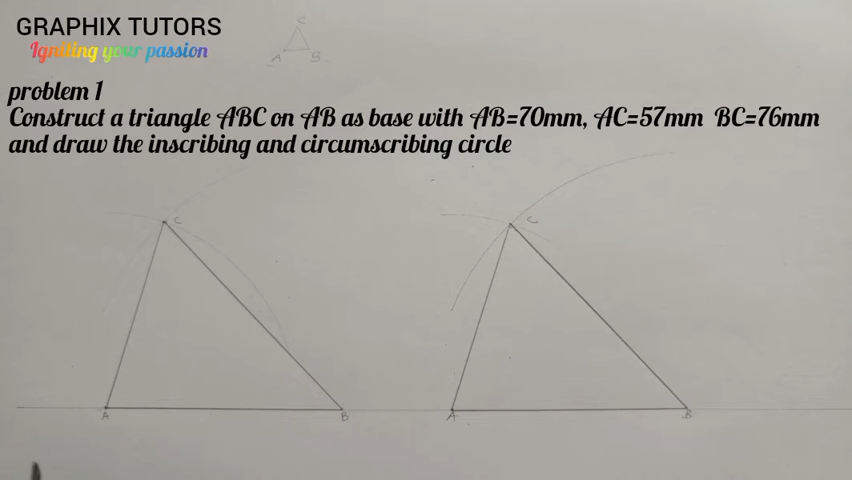 GRAPHIX TUTORS
Igniting your passion
C
A B
problem 1
Construct a triangle ABC on AB as base with AB=70mm, AC=57mm BC=76mm
and draw the inscribing and circumscribing circle
C C
A B A B